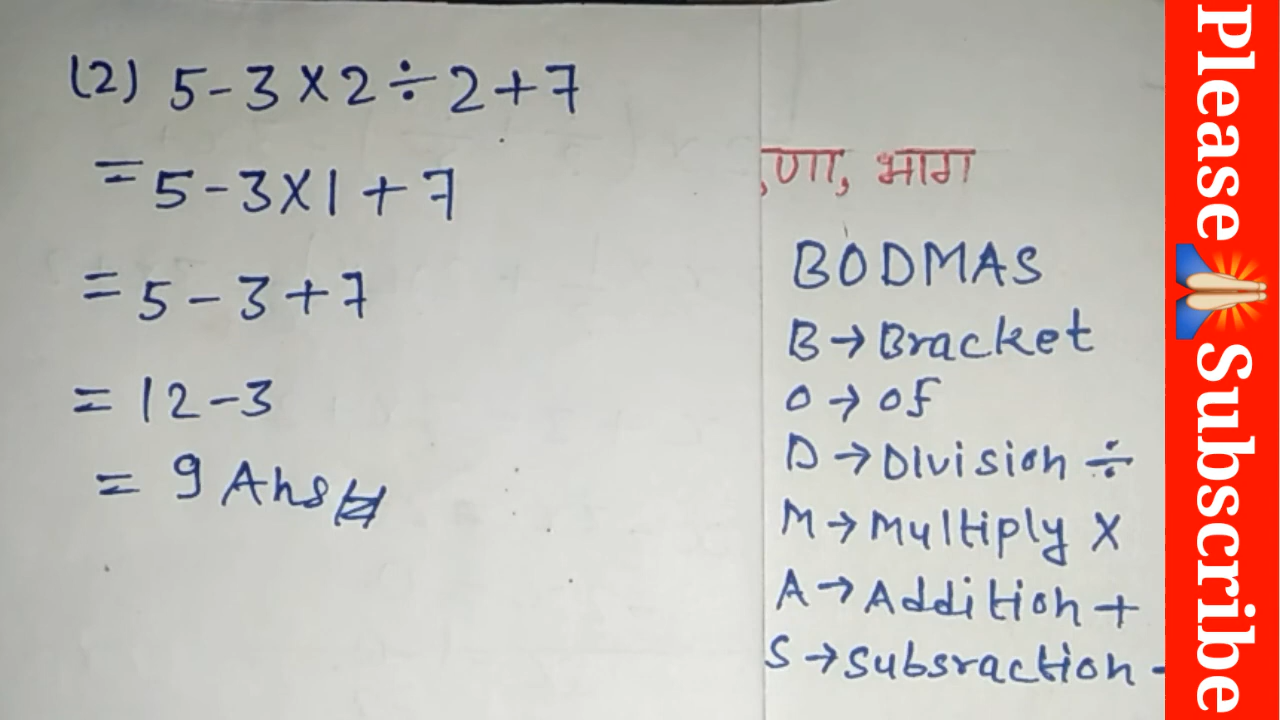 (2) 5-3×2÷2+7
= 5-3×1+7
= 5-3+7
= 12-3
= 9 Ans
भाग
BODMAS
B→Bracket
O→of
D→Division ÷
M→Multiply ×
A→Addition +
S→Subsraction -
Please🙏Subscribe